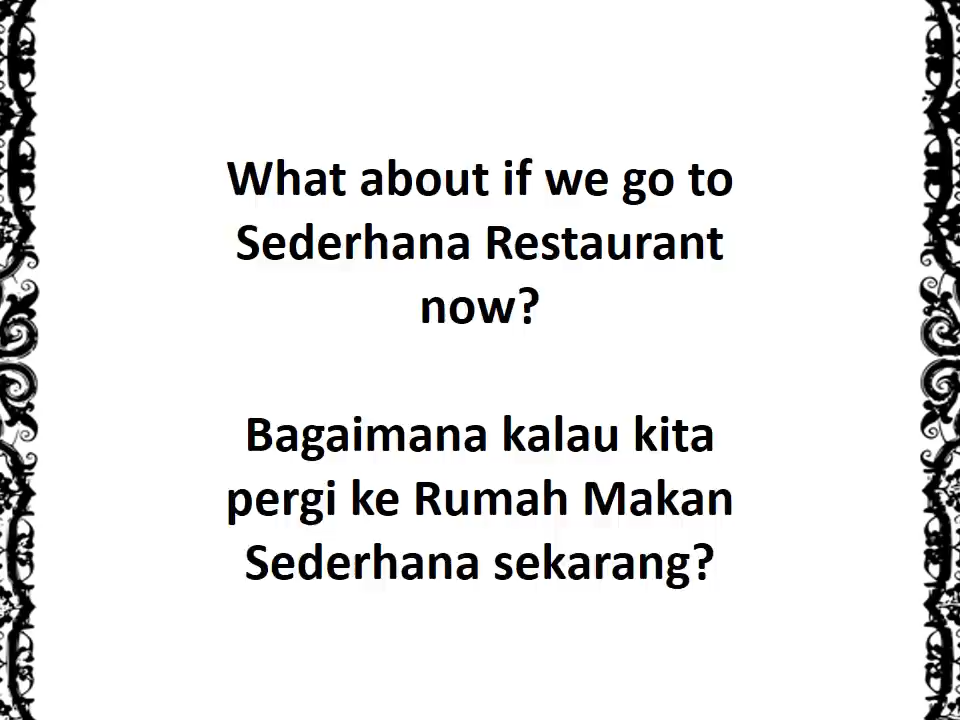 What about if we go to
Sederhana Restaurant
now?
Bagaimana kalau kita
pergi ke Rumah Makan
Sederhana sekarang?